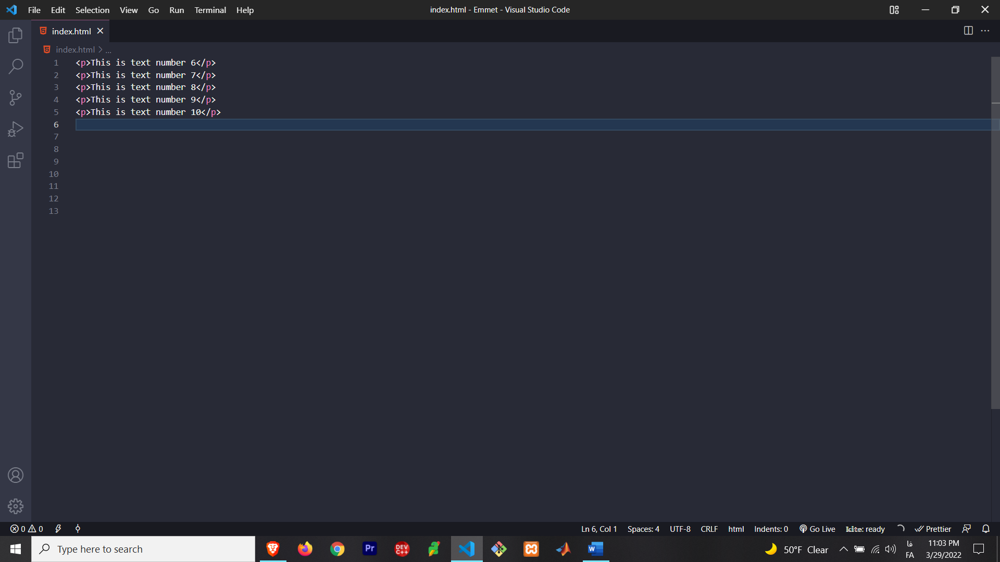 File Edit Selection View Go Run Terminal Help
index.html - Emmet - Visual Studio Code
index.html
index.html > ...
1 <p>This is text number 6</p>
2 <p>This is text number 7</p>
3 <p>This is text number 8</p>
4 <p>This is text number 9</p>
5 <p>This is text number 10</p>
6
7
8
9
10
11
12
13
0 0
Ln 6, Col 1 Spaces: 4 UTF-8 CRLF html Indents: 0 Go Live kite: ready Prettier
Type here to search
Pr
DEV C++
W
50°F Clear
فا
FA
11:03 PM
3/29/2022